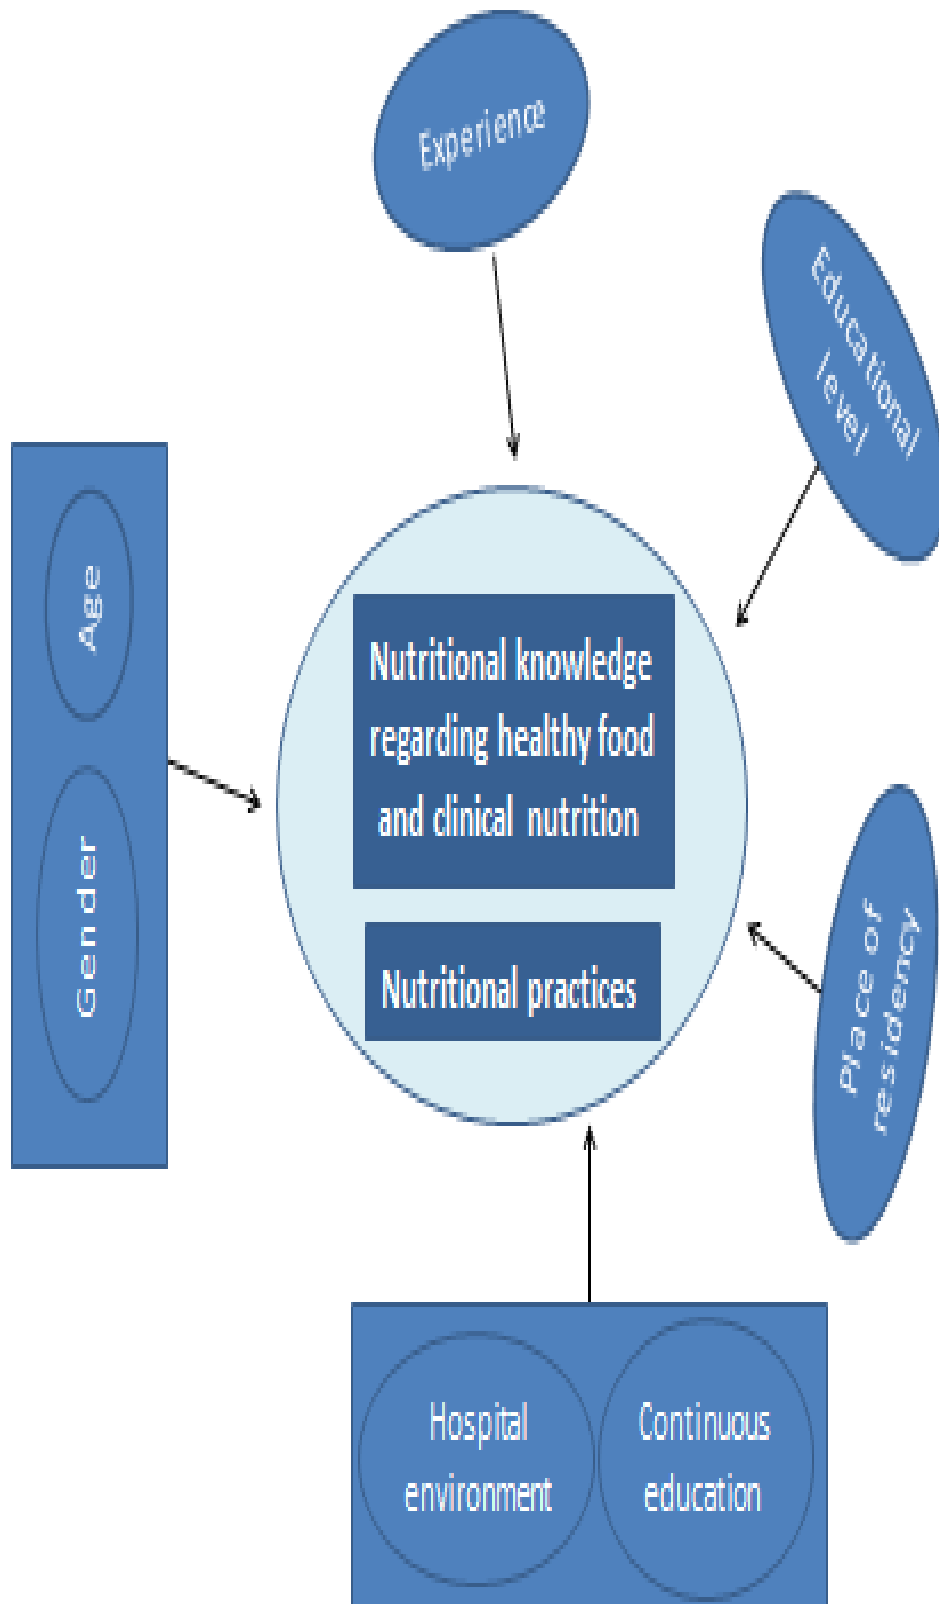 Experience
Educational
level
Age
Gender
Nutritional knowledge
regarding healthy food
and clinical nutrition
Nutritional practices
Place of
residency
Hospital
environment
Continuous
education